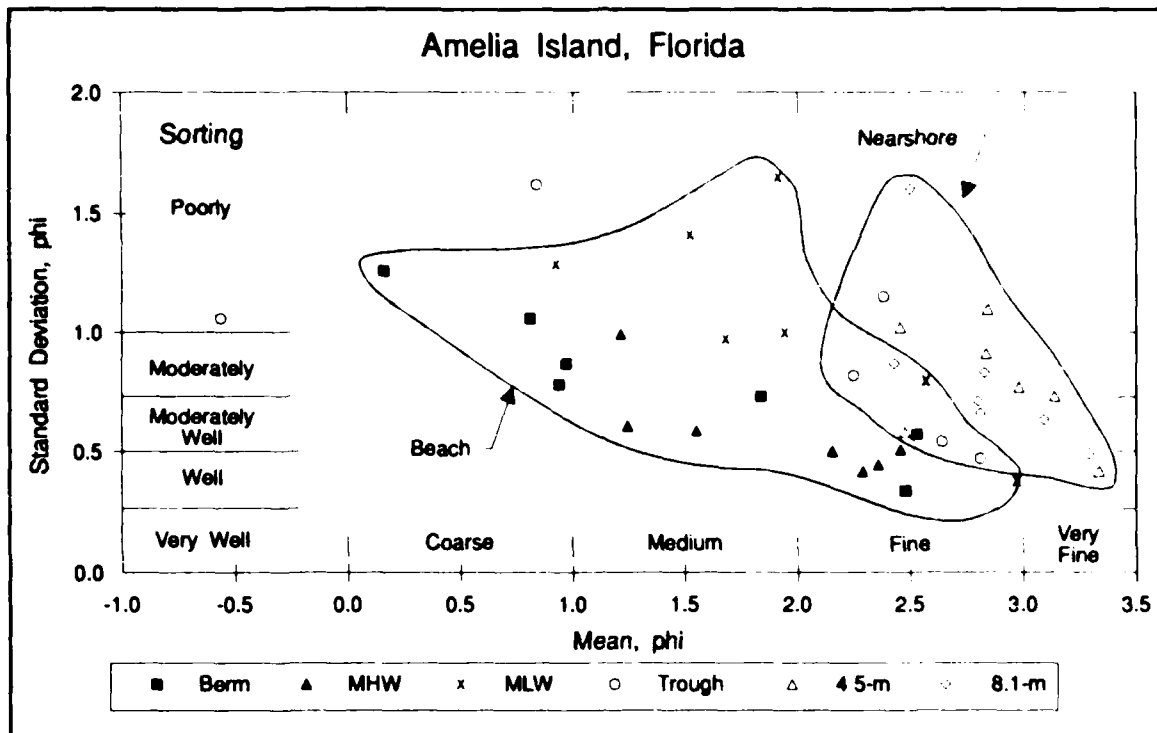 Amelia Island, Florida
Standard Deviation, phi
2.0
1.5
1.0
0.5
0.0
Sorting
Poorly
Moderately
Moderately
Well
Well
Very Well
Nearshore
Beach
Coarse
Medium
Fine
Very
Fine
-1.0 -0.5 0.0 0.5 1.0 1.5 2.0 2.5 3.0 3.5
Mean, phi
Berm MHW MLW Trough 4 5-m 8.1-m